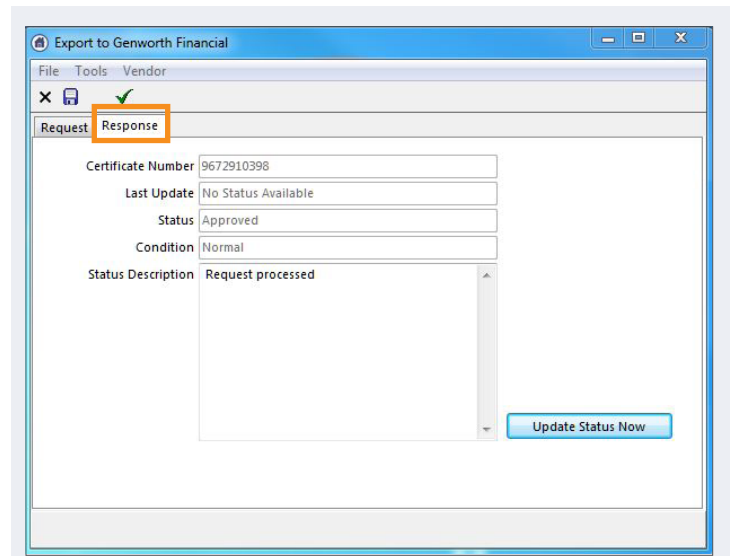 Export to Genworth Financial
File Tools Vendor
Request Response
Certificate Number 9672910398
Last Update No Status Available
Status Approved
Condition Normal
Status Description Request processed
Update Status Now